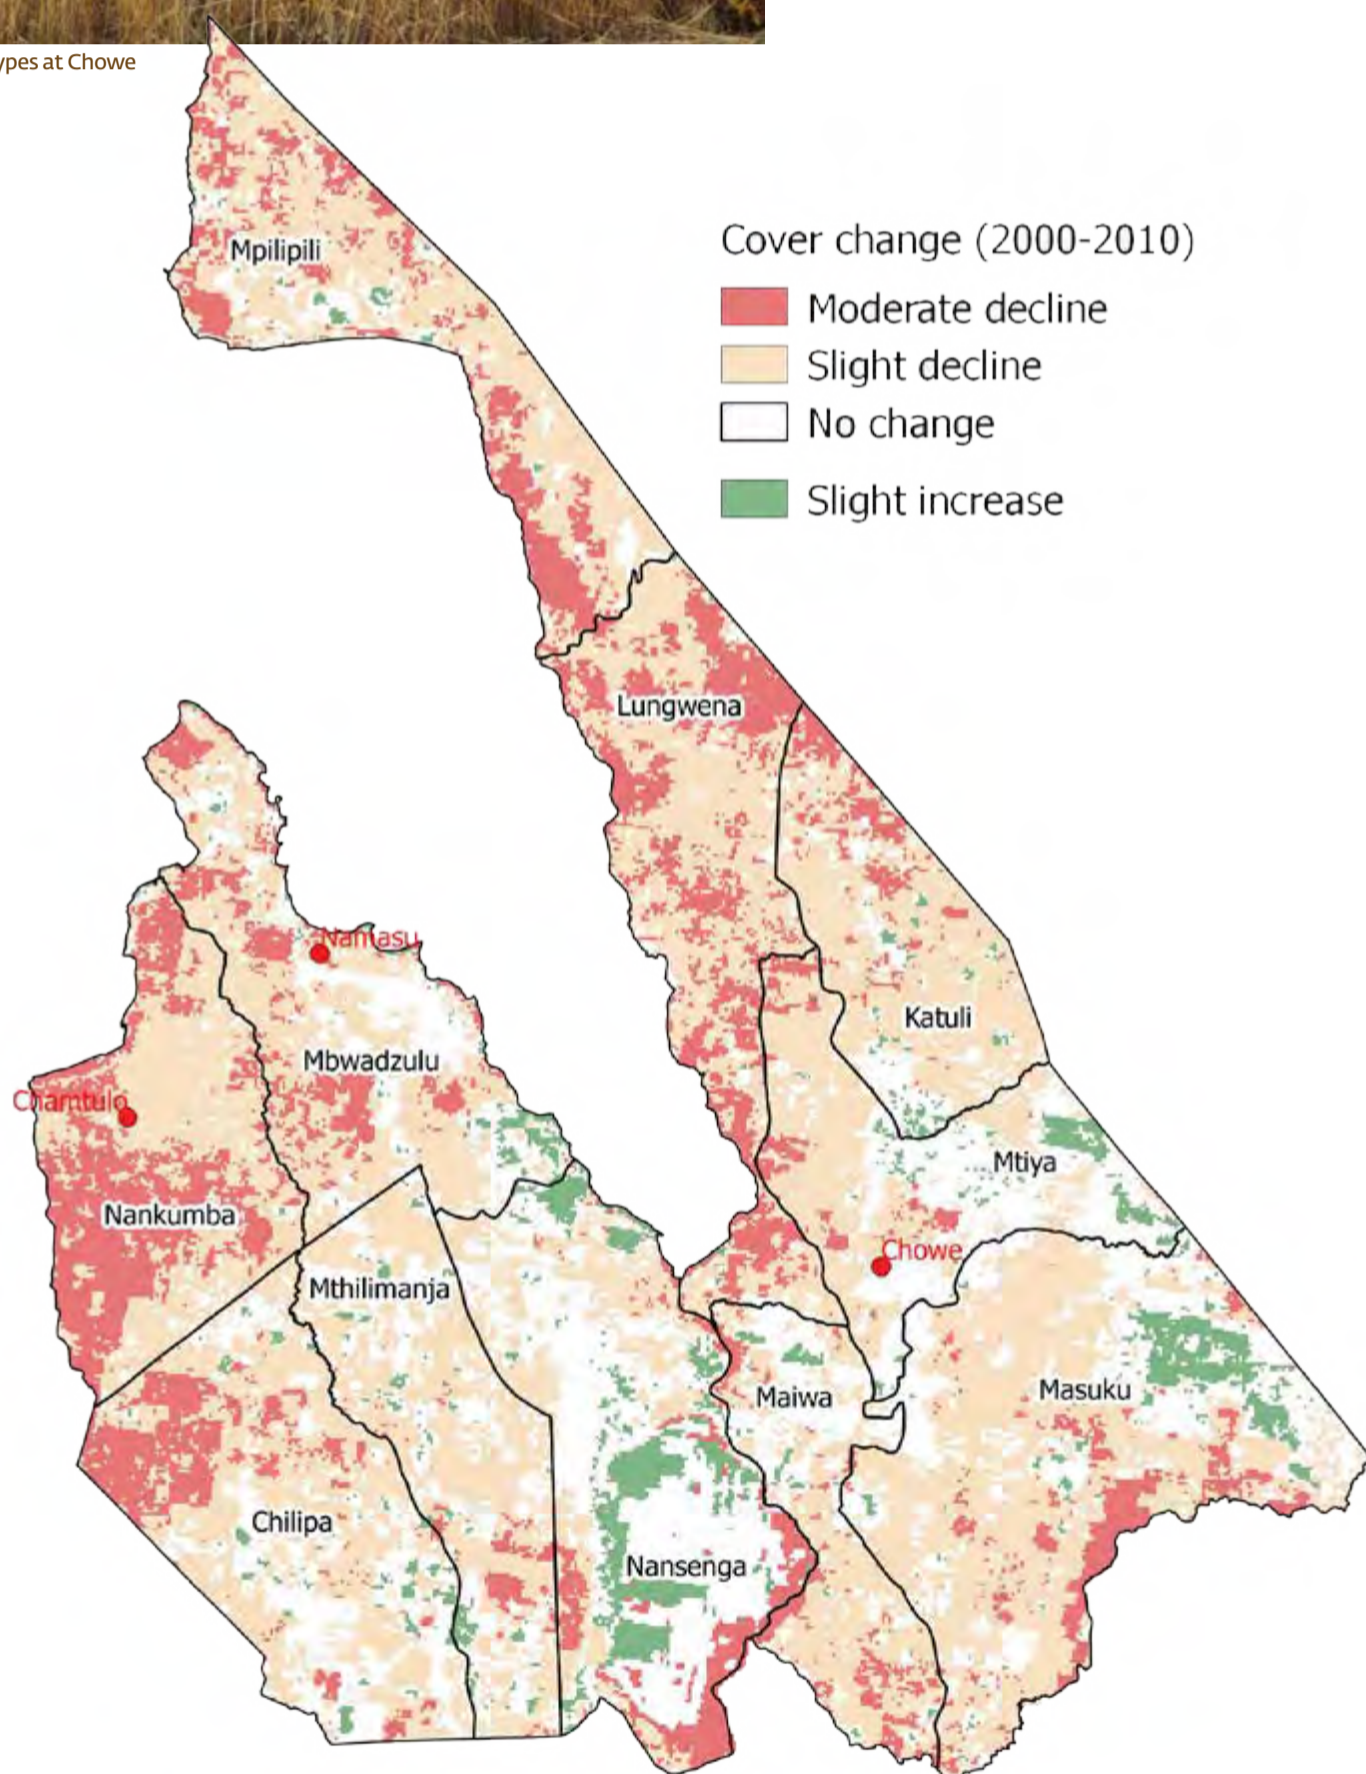 ypes at Chowe
Cover change (2000-2010)
Moderate decline
Slight decline
No change
Slight increase
Mpilipili
Lungwena
Namasu
Katuli
Mbwadzulu
Chamtulo
Mtiya
Nankumba
Chowe
Mthilimanja
Maiwa
Masuku
Chilipa
Nansenga